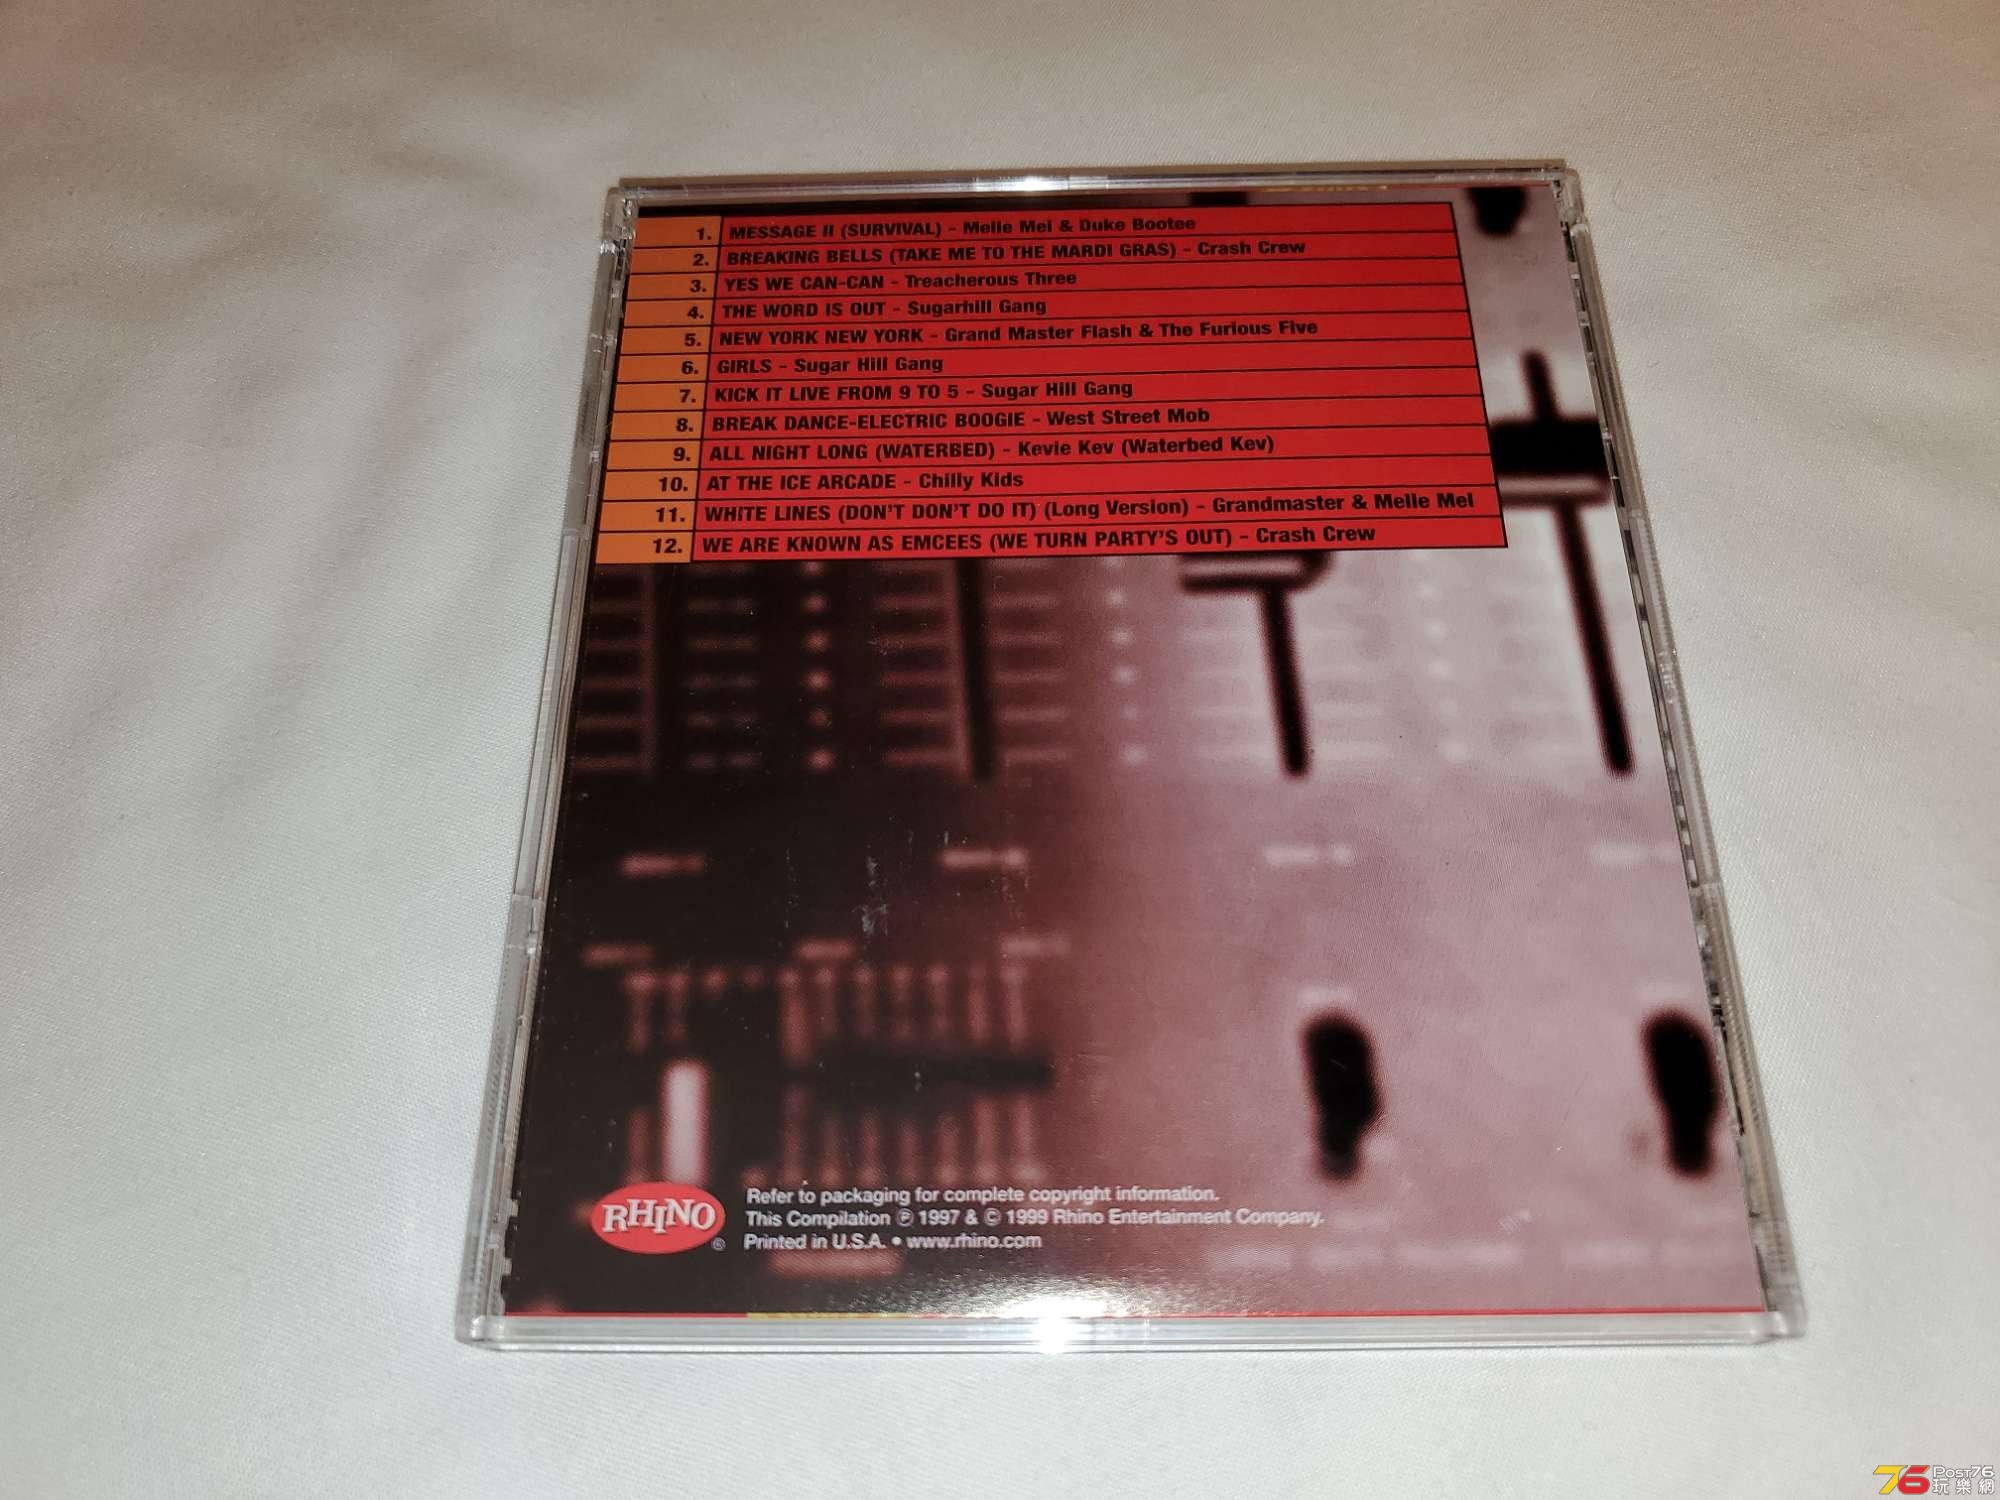 1. MESSAGE II (SURVIVAL) - Melle Mel & Duke Bootee
2. BREAKING BELLS (TAKE ME TO THE MARDI GRAS) - Crash Crew
3. YES WE CAN-CAN - Treacherous Three
4. THE WORD IS OUT - Sugarhill Gang
5. NEW YORK NEW YORK - Grand Master Flash & The Furious Five
6. GIRLS - Sugar Hill Gang
7. KICK IT LIVE FROM 9 TO 5 - Sugar Hill Gang
8. BREAK DANCE-ELECTRIC BOOGIE - West Street Mob
9. ALL NIGHT LONG (WATERBED) - Kevie Kev (Waterbed Kev)
10. AT THE ICE ARCADE - Chilly Kids
11. WHITE LINES (DON'T DON'T DO IT) (Long Version) - Grandmaster & Melle Mel
12. WE ARE KNOWN AS EMCEES (WE TURN PARTY'S OUT) - Crash Crew
RHINO ®
Refer to packaging for complete copyright information.
This Compilation ℗ 1997 & © 1999 Rhino Entertainment Company.
Printed in U.S.A. • www.rhino.com
76 Post76
玩樂網